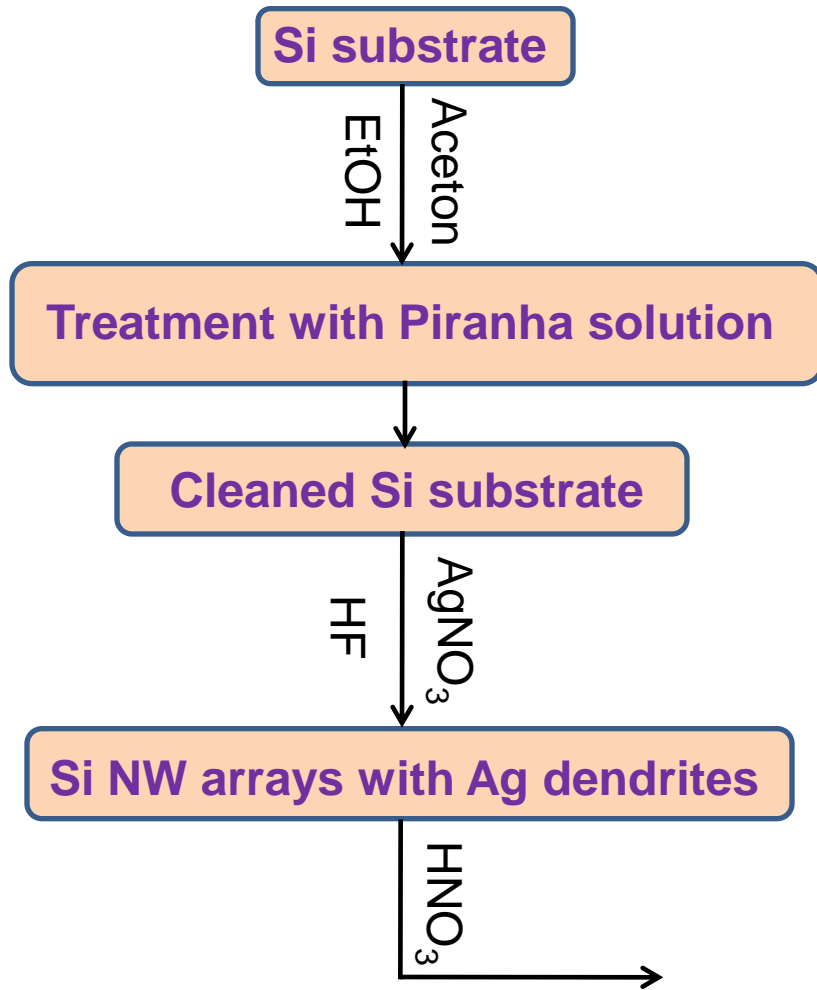 Si substrate
Aceton
EtOH
Treatment with Piranha solution
Cleaned Si substrate
AgNO₃
HF
Si NW arrays with Ag dendrites
HNO₃